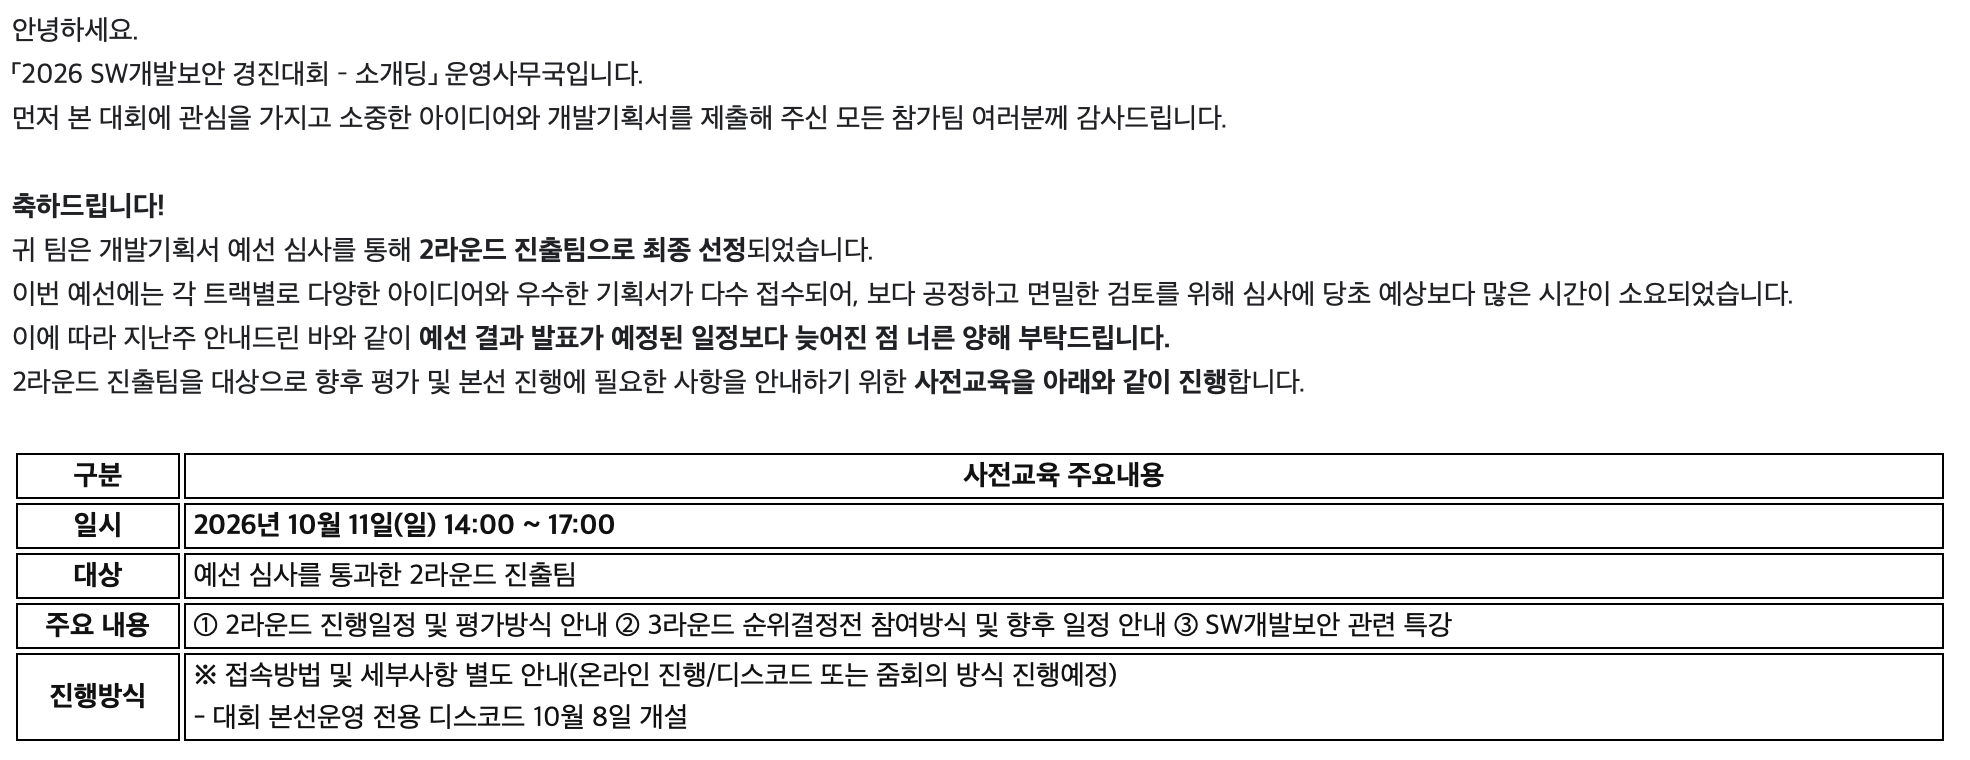 안녕하세요.
「2026 SW개발보안 경진대회 - 소개딩」 운영사무국입니다.
먼저 본 대회에 관심을 가지고 소중한 아이디어와 개발기획서를 제출해 주신 모든 참가팀 여러분께 감사드립니다.
축하드립니다!
귀 팀은 개발기획서 예선 심사를 통해 2라운드 진출팀으로 최종 선정되었습니다.
이번 예선에는 각 트랙별로 다양한 아이디어와 우수한 기획서가 다수 접수되어, 보다 공정하고 면밀한 검토를 위해 심사에 당초 예상보다 많은 시간이 소요되었습니다.
이에 따라 지난주 안내드린 바와 같이 예선 결과 발표가 예정된 일정보다 늦어진 점 너른 양해 부탁드립니다.
2라운드 진출팀을 대상으로 향후 평가 및 본선 진행에 필요한 사항을 안내하기 위한 사전교육을 아래와 같이 진행합니다.
구분 사전교육 주요내용
일시 2026년 10월 11일(일) 14:00 ~ 17:00
대상 예선 심사를 통과한 2라운드 진출팀
주요 내용 ① 2라운드 진행일정 및 평가방식 안내 ② 3라운드 순위결정전 참여방식 및 향후 일정 안내 ③ SW개발보안 관련 특강
진행방식 ※ 접속방법 및 세부사항 별도 안내(온라인 진행/디스코드 또는 줌회의 방식 진행예정)
- 대회 본선운영 전용 디스코드 10월 8일 개설